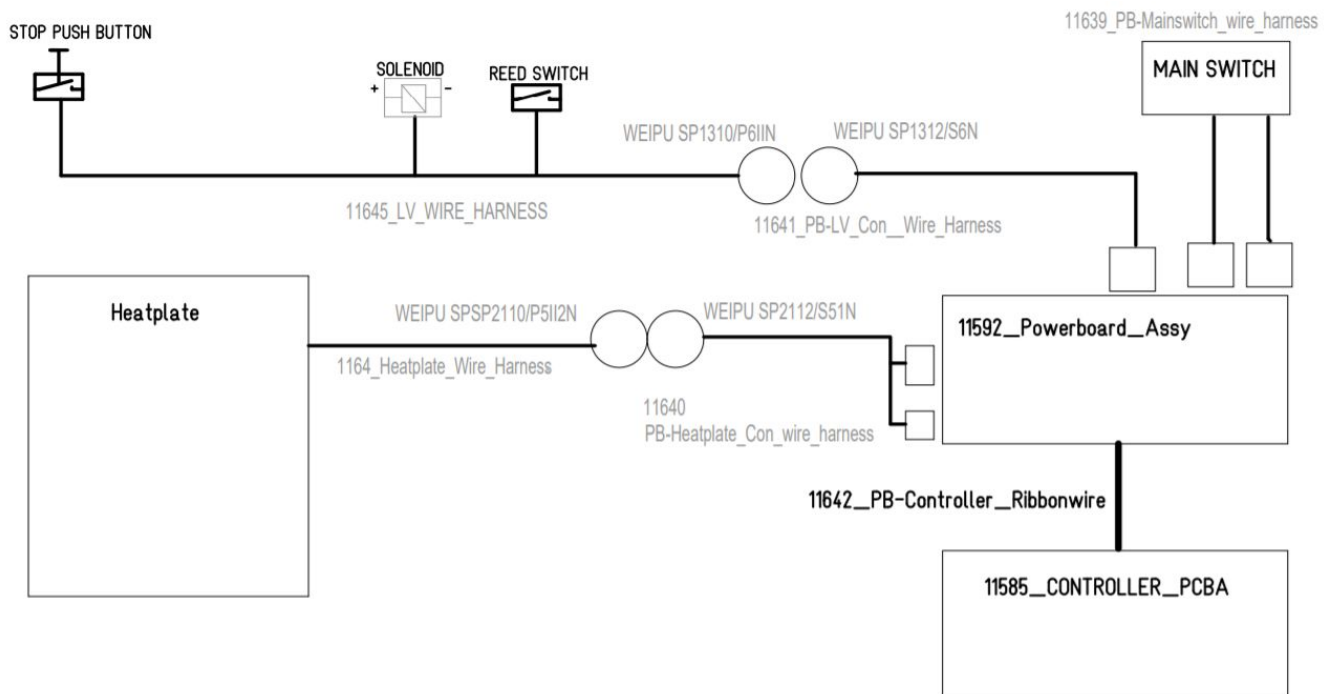 11639_PB-Mainswitch_wire_harness
STOP PUSH BUTTON
MAIN SWITCH
SOLENOID
+ -
REED SWITCH
WEIPU SP1310/P6IIN
WEIPU SP1312/S6N
11645_LV_WIRE_HARNESS
11641_PB-LV_Con__Wire_Harness
Heatplate
WEIPU SPSP2110/P5II2N
WEIPU SP2112/S51N
11592_Powerboard_Assy
1164_Heatplate_Wire_Harness
11640
PB-Heatplate_Con_wire_harness
11642_PB-Controller_Ribbonwire
11585_CONTROLLER_PCBA